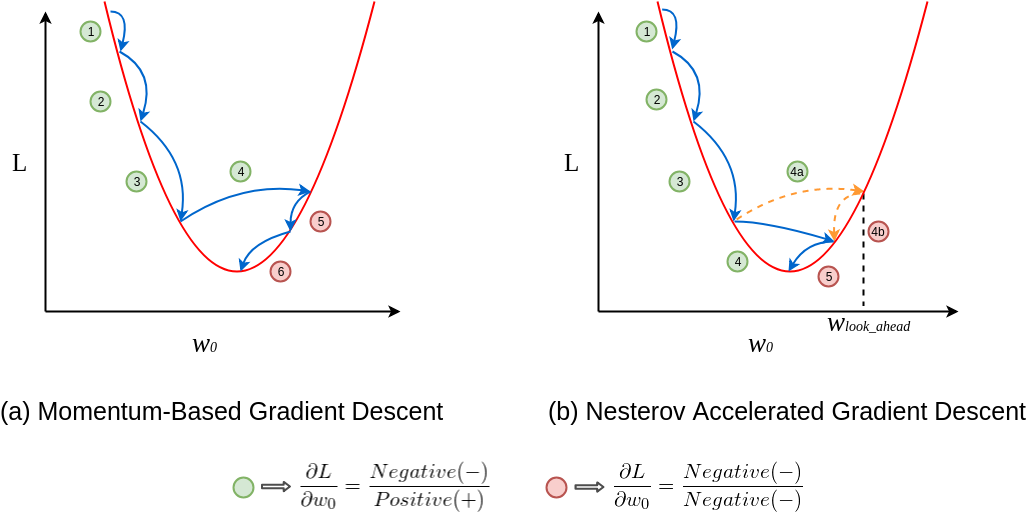 1
1
2
2
L
L
3
4
3
4a
5
4b
6
4
5
w0
w0
wlook_ahead
(a) Momentum-Based Gradient Descent
(b) Nesterov Accelerated Gradient Descent
⇒ ∂L/∂w0 = Negative(−)/Positive(+)
⇒ ∂L/∂w0 = Negative(−)/Negative(−)